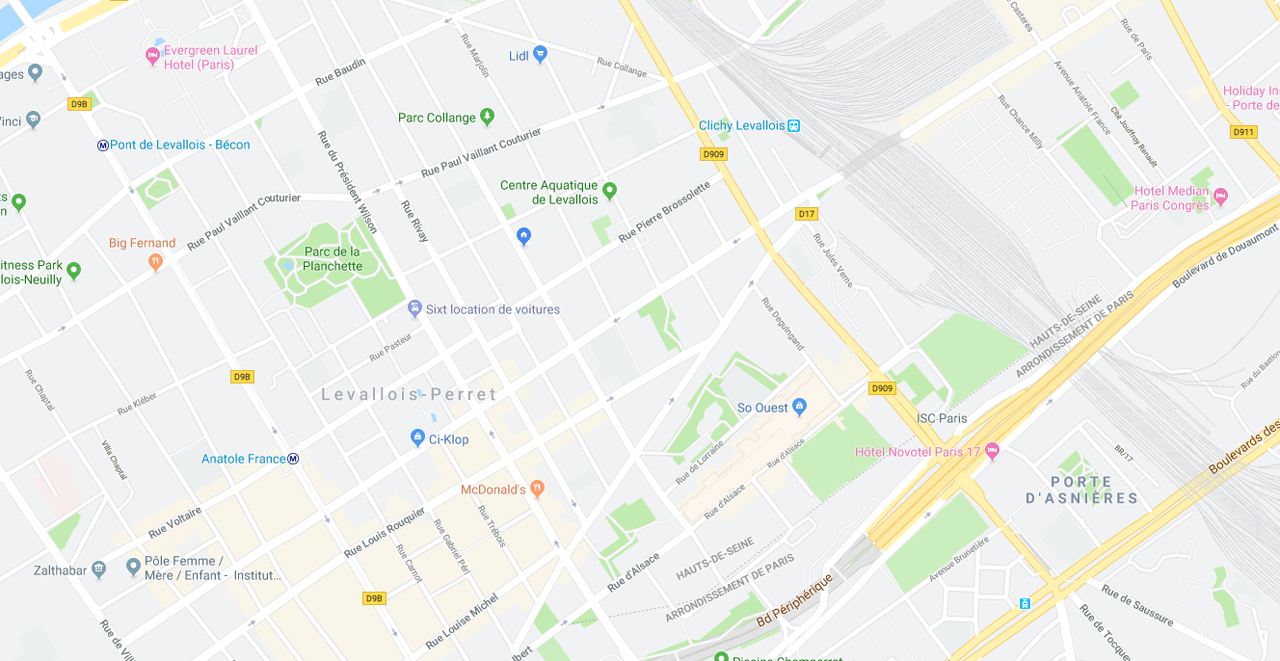 Castères
Rue de Paris
Rue Marjolin
Evergreen Laurel
Hotel (Paris)
Lidl
Rue Baudin
Rue Collange
Avenue Anatole France
ages
Holiday In
- Porte de
D9B
Parc Collange
Rue Chance Milly
Cité Jouffroy Renault
Vinci
Clichy Levallois
D911
Pont de Levallois - Bécon
Rue du Président Wilson
Rue Paul Vaillant Couturier
D909
Centre Aquatique
de Levallois
Hotel Median
Paris Congrès
ts
n
Rue Paul Vaillant Couturier
Rue Rivay
Rue Pierre Brossolette
D17
Big Fernand
Parc de la
Planchette
Rue Jules Verne
Boulevard de Douaumont
itness Park
lois-Neuilly
Sixt location de voitures
Rue Deguingand
HAUTS-DE-SEINE
ARRONDISSEMENT DE PARIS
Rue Pasteur
Rue du Bastion
D9B
Rue Chaptal
Rue Kléber
Levallois-Perret
D909
So Ouest
ISC Paris
Ci-Klop
Villa Chaptal
Anatole France
Rue de Lorraine
Rue d'Alsace
Hôtel Novotel Paris 17
BR/17
Boulevards des
McDonald's
Rue d'Alsace
PORTE
D'ASNIÈRES
Rue Voltaire
Rue Louis Rouquier
Rue Trébois
Rue Gabriel Péri
Rue Carnot
Zalthabar
Pôle Femme /
Mère / Enfant - Institut...
Rue d'Alsace
HAUTS-DE-SEINE
ARRONDISSEMENT DE PARIS
Avenue Brunetière
D9B
Bd Périphérique
Rue Louise Michel
Rue de Saussure
Rue de Vil
lbert
Rue de Tocque
Piscine Champerret